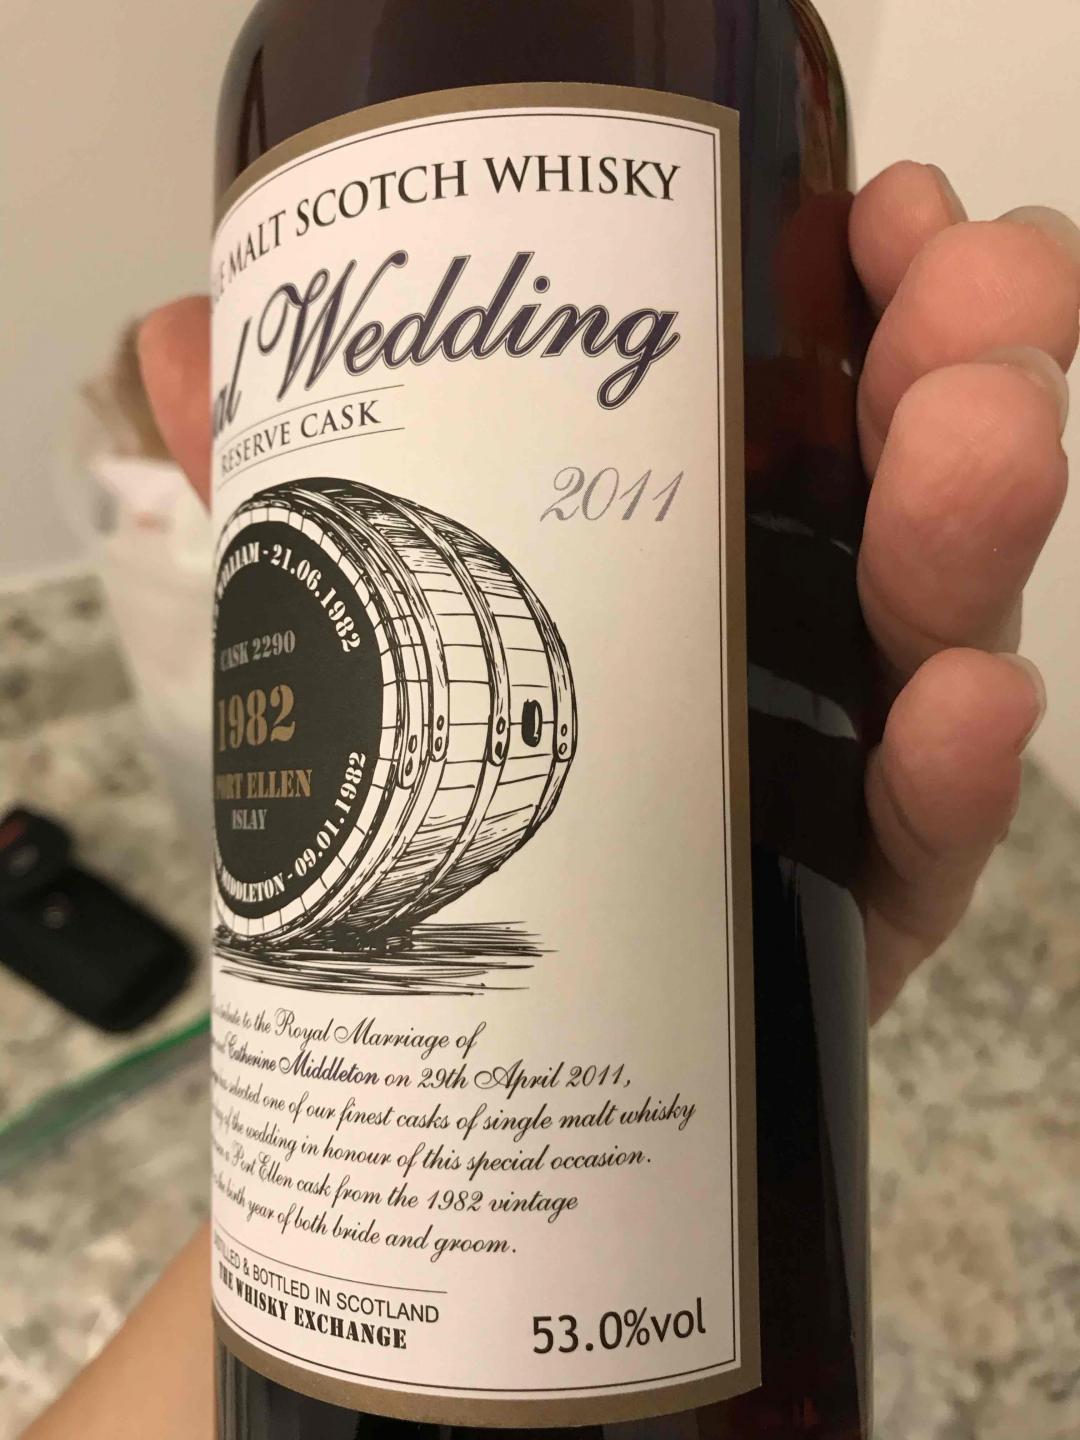 MALT SCOTCH WHISKY
Wedding
RESERVE CASK
2011
WILLIAM - 21.06.1982
CASK 2290
1982
PORT ELLEN
ISLAY
MIDDLETON - 09.01.1982
to the Royal Marriage of
and Catherine Middleton on 29th April 2011,
selected one of our finest casks of single malt whisky
of the wedding in honour of this special occasion.
a Port Ellen cask from the 1982 vintage
the birth year of both bride and groom.
& BOTTLED IN SCOTLAND
THE WHISKY EXCHANGE
53.0%vol